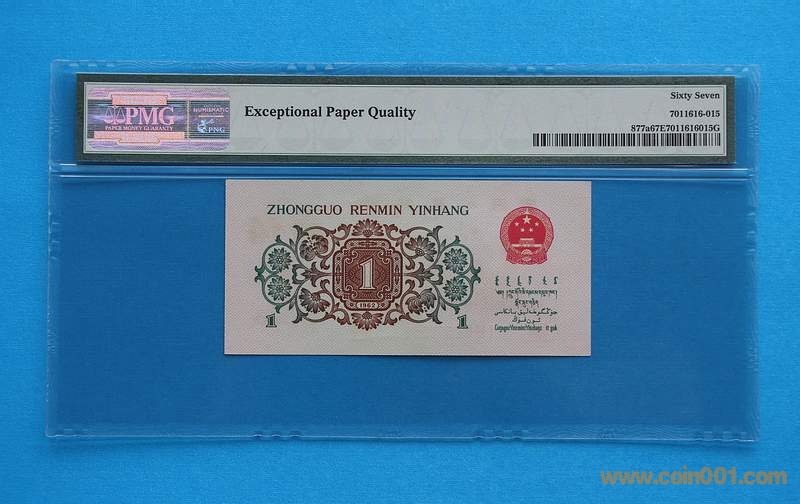 PMG
PAPER MONEY GUARANTY
NUMISMATIC
PNG
Exceptional Paper Quality
Sixty Seven
7011616-015
877a67E7011616015G
ZHONGGUO RENMIN YINHANG
1
1962
1
1
www.coin001.com